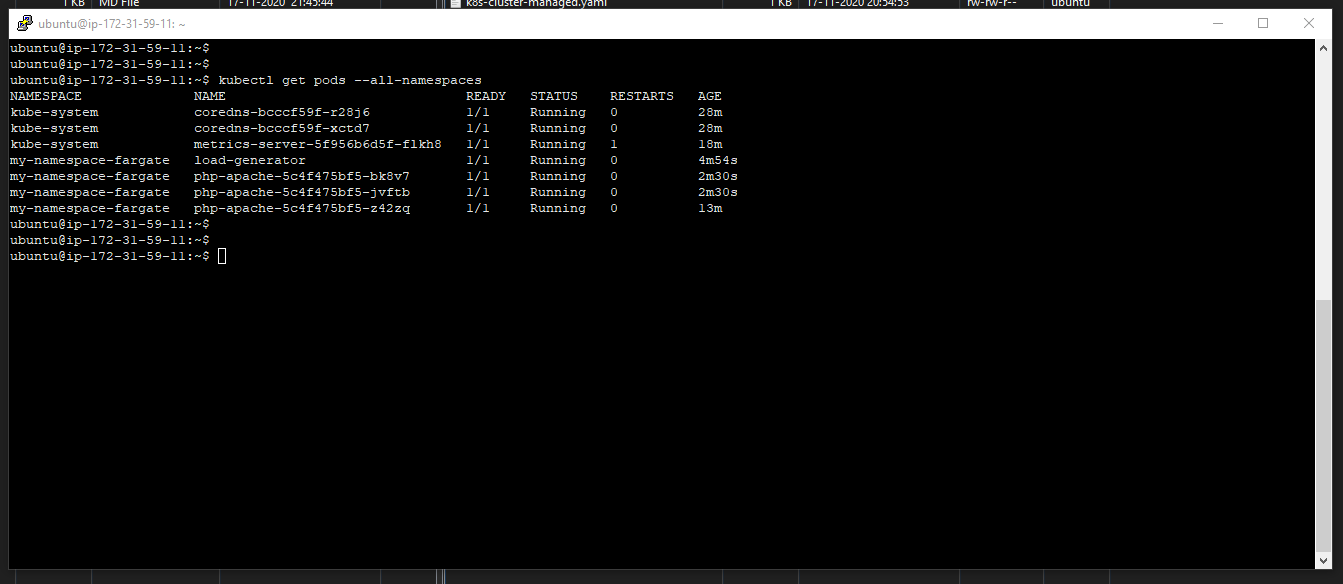 1 KB MD File 17-11-2020 21:45:44 k8s-cluster-managed.yaml 1 KB 17-11-2020 20:54:53 rw-rw-r-- ubuntu
ubuntu@ip-172-31-59-11: ~
ubuntu@ip-172-31-59-11:~$
ubuntu@ip-172-31-59-11:~$
ubuntu@ip-172-31-59-11:~$ kubectl get pods --all-namespaces
NAMESPACE NAME READY STATUS RESTARTS AGE
kube-system coredns-bcccf59f-r28j6 1/1 Running 0 28m
kube-system coredns-bcccf59f-xctd7 1/1 Running 0 28m
kube-system metrics-server-5f956b6d5f-flkh8 1/1 Running 1 18m
my-namespace-fargate load-generator 1/1 Running 0 4m54s
my-namespace-fargate php-apache-5c4f475bf5-bk8v7 1/1 Running 0 2m30s
my-namespace-fargate php-apache-5c4f475bf5-jvftb 1/1 Running 0 2m30s
my-namespace-fargate php-apache-5c4f475bf5-z42zq 1/1 Running 0 13m
ubuntu@ip-172-31-59-11:~$
ubuntu@ip-172-31-59-11:~$
ubuntu@ip-172-31-59-11:~$